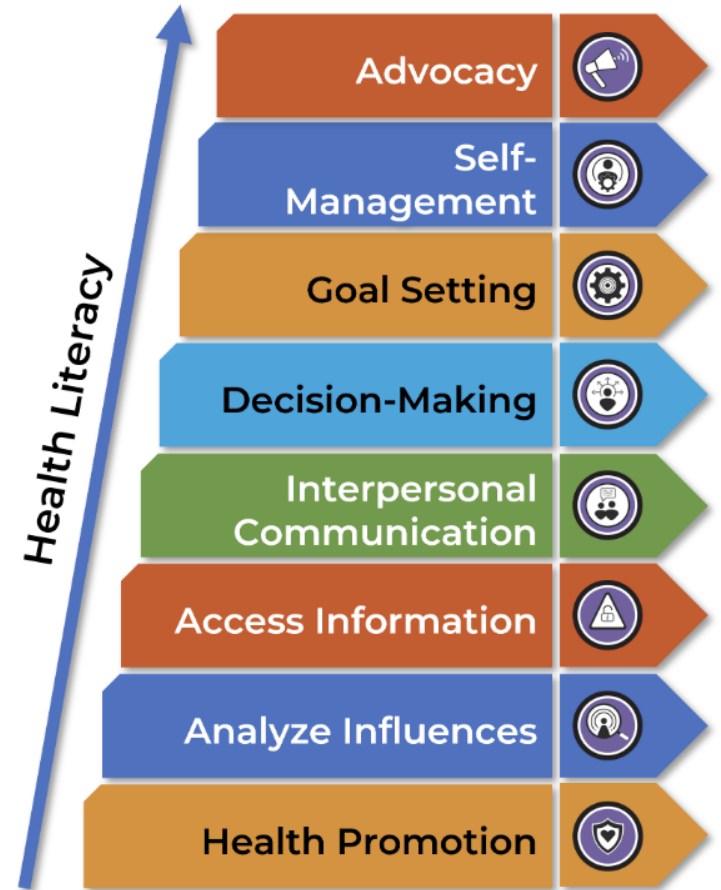 Advocacy
Self-
Management
Goal Setting
Decision-Making
Interpersonal
Communication
Access Information
Analyze Influences
Health Promotion
Health Literacy